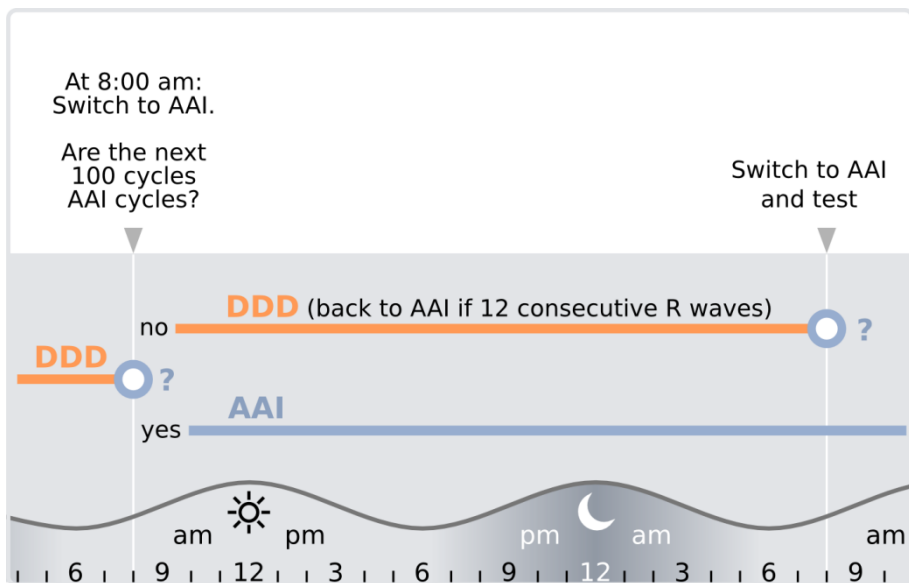 At 8:00 am:
Switch to AAI.
Are the next
100 cycles
AAI cycles?
Switch to AAI
and test
DDD (back to AAI if 12 consecutive R waves)
no
?
DDD
?
AAI
yes
am pm pm am am
6 9 12 3 6 9 12 3 6 9